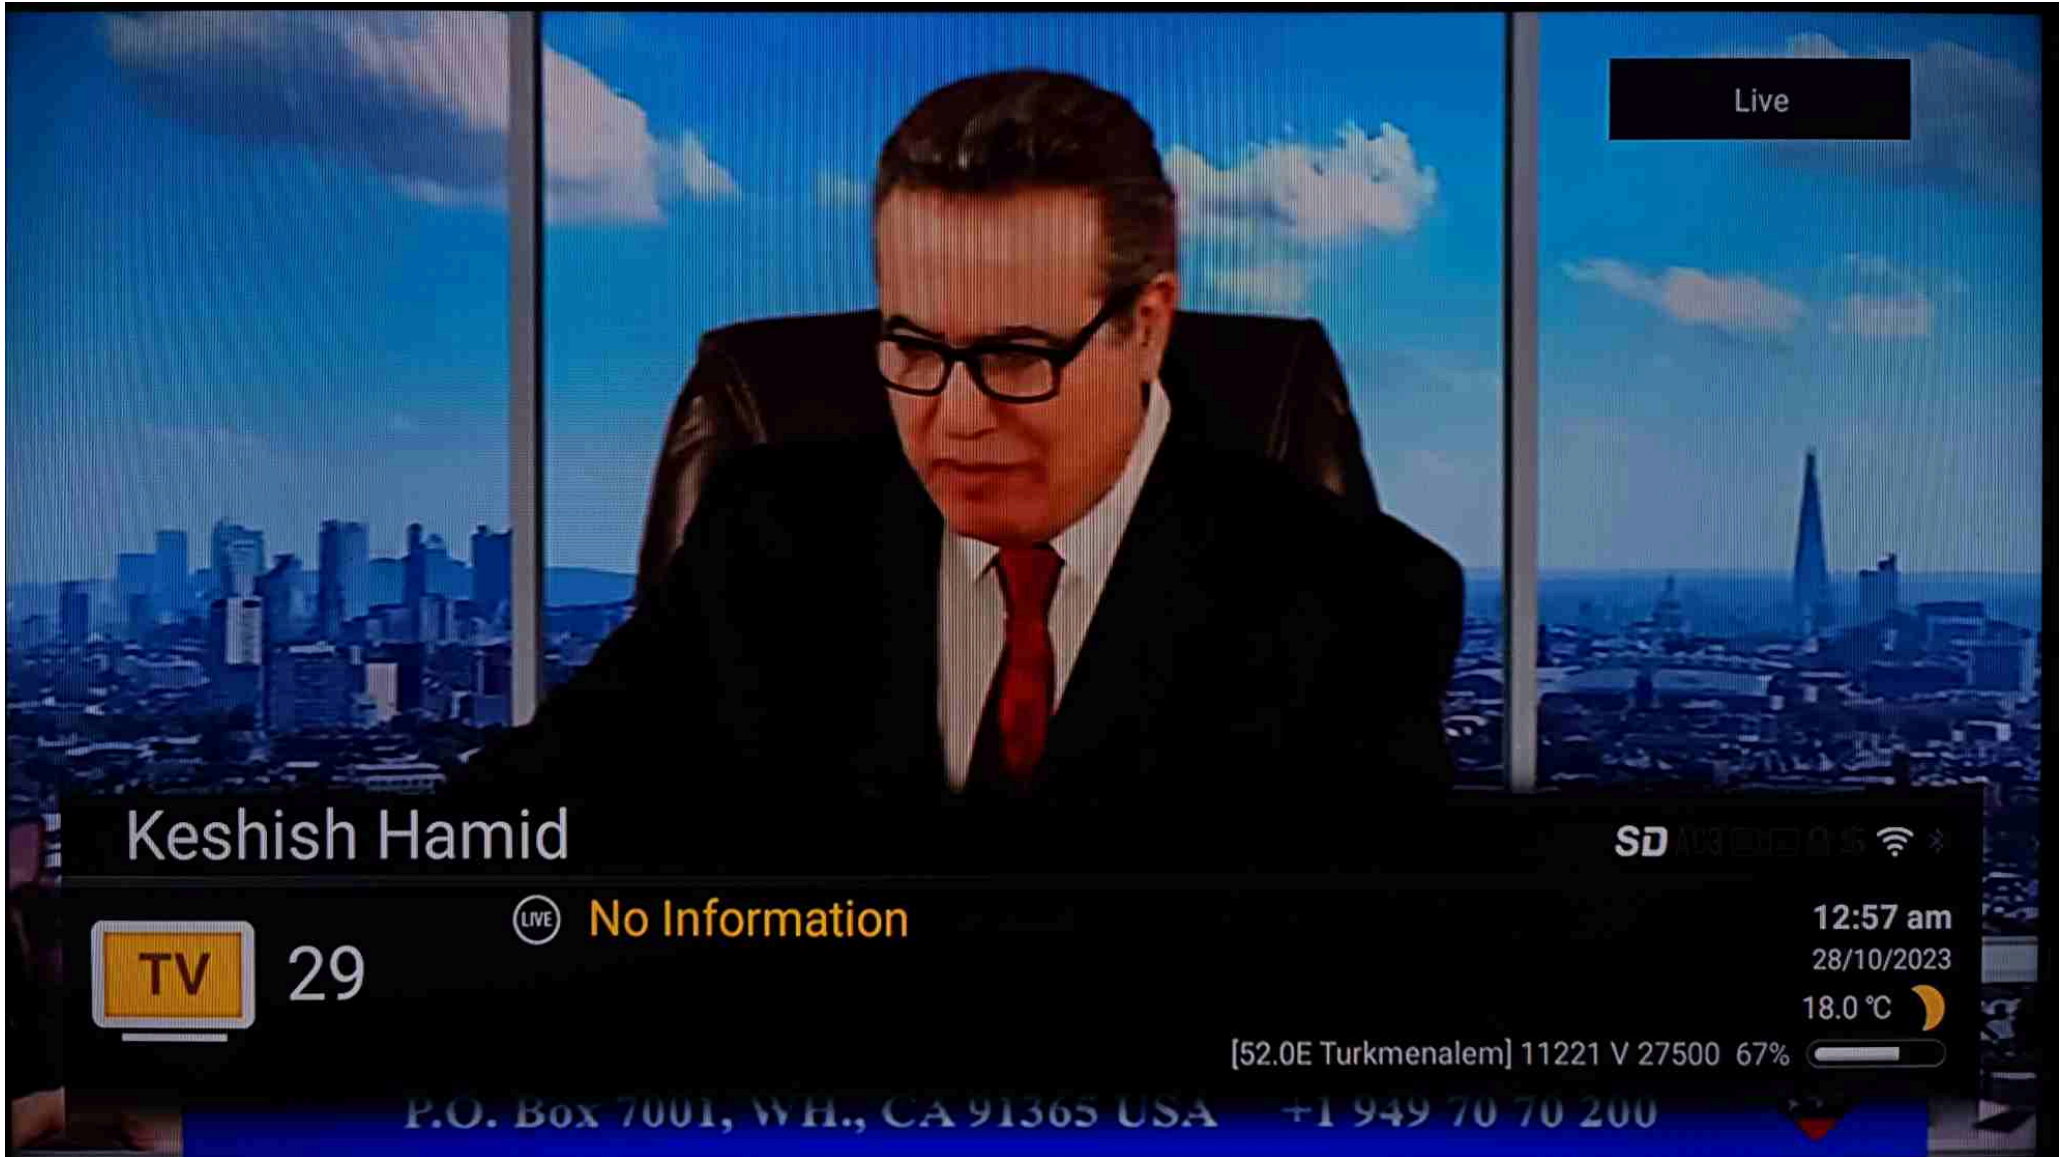 Live
Keshish Hamid
SD
LIVE No Information
12:57 am
TV 29
28/10/2023
18.0 °C
[52.0E Turkmenalem] 11221 V 27500 67%
P.O. Box 7001, WH., CA 91365 USA +1 949 70 70 200